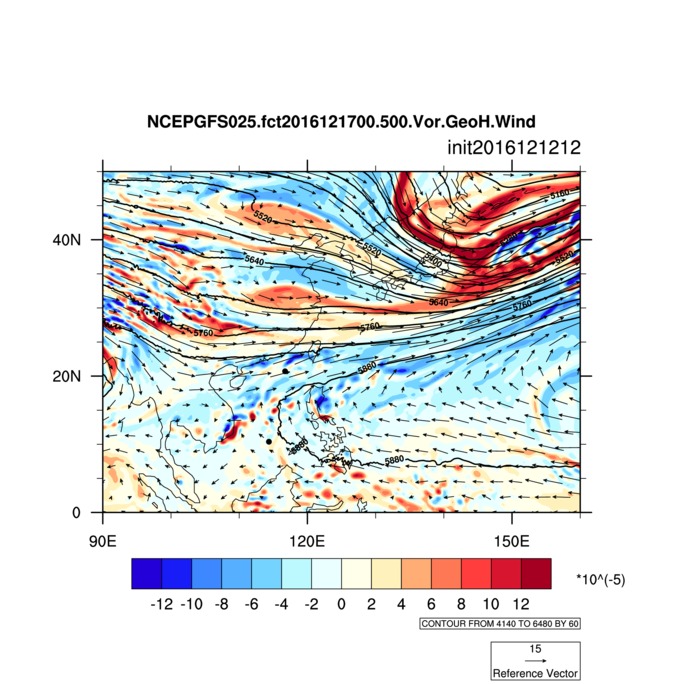 NCEPGFS025.fct2016121700.500.Vor.GeoH.Wind
init2016121212
5160
5520
5520
5400
5640
5640
5520
5760
5760
5760
5880
5880
5880
40N
20N
0
90E 120E 150E
-12 -10 -8 -6 -4 -2 0 2 4 6 8 10 12
*10^(-5)
CONTOUR FROM 4140 TO 6480 BY 60
15
Reference Vector